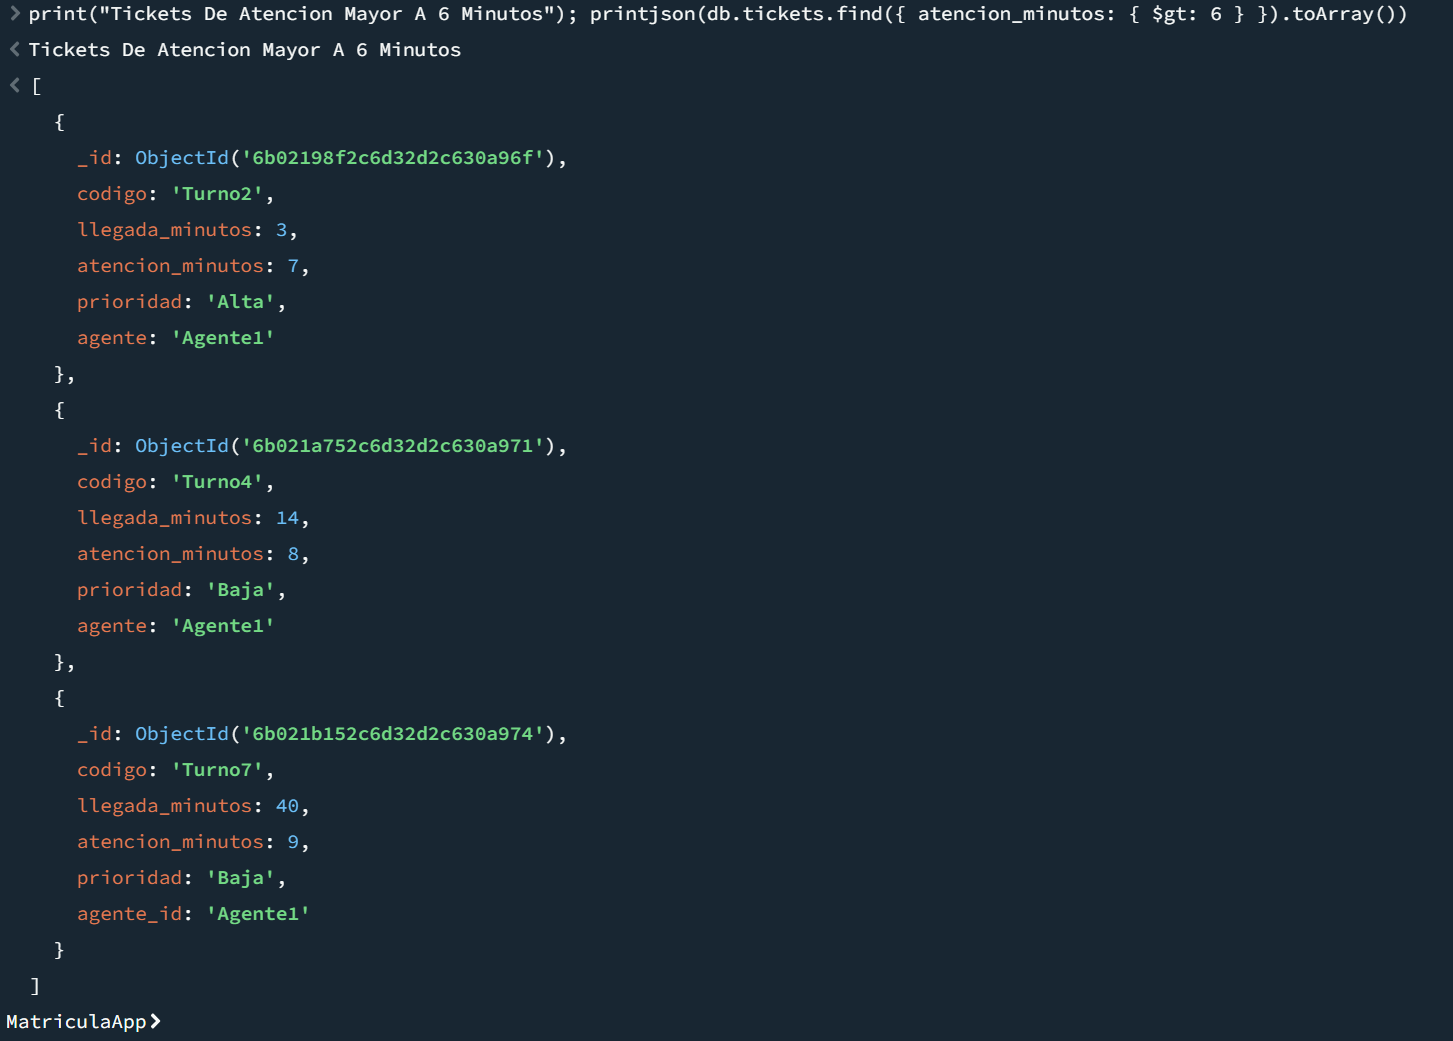 > print("Tickets De Atencion Mayor A 6 Minutos"); printjson(db.tickets.find({ atencion_minutos: { $gt: 6 } }).toArray())
< Tickets De Atencion Mayor A 6 Minutos
< [
{
_id: ObjectId('6b02198f2c6d32d2c630a96f'),
codigo: 'Turno2',
llegada_minutos: 3,
atencion_minutos: 7,
prioridad: 'Alta',
agente: 'Agente1'
},
{
_id: ObjectId('6b021a752c6d32d2c630a971'),
codigo: 'Turno4',
llegada_minutos: 14,
atencion_minutos: 8,
prioridad: 'Baja',
agente: 'Agente1'
},
{
_id: ObjectId('6b021b152c6d32d2c630a974'),
codigo: 'Turno7',
llegada_minutos: 40,
atencion_minutos: 9,
prioridad: 'Baja',
agente_id: 'Agente1'
}
]
MatriculaApp>